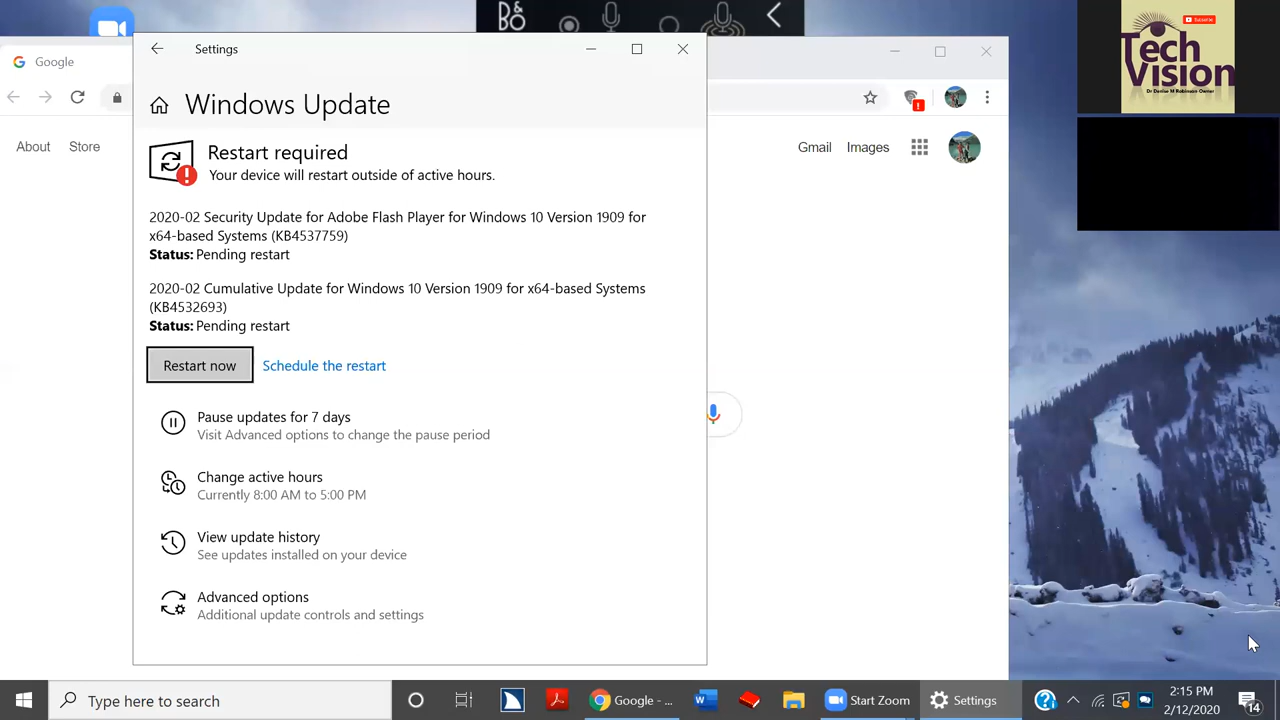 B&O
Google
Settings
Windows Update
Restart required
Your device will restart outside of active hours.
2020-02 Security Update for Adobe Flash Player for Windows 10 Version 1909 for
x64-based Systems (KB4537759)
Status: Pending restart
2020-02 Cumulative Update for Windows 10 Version 1909 for x64-based Systems
(KB4532693)
Status: Pending restart
Restart now
Schedule the restart
Pause updates for 7 days
Visit Advanced options to change the pause period
Change active hours
Currently 8:00 AM to 5:00 PM
View update history
See updates installed on your device
Advanced options
Additional update controls and settings
About Store
Gmail Images
Tech
Vision
Dr Denise M Robinson Owner
Subscribe
Type here to search
Google - ...
Start Zoom
Settings
2:15 PM
2/12/2020
14